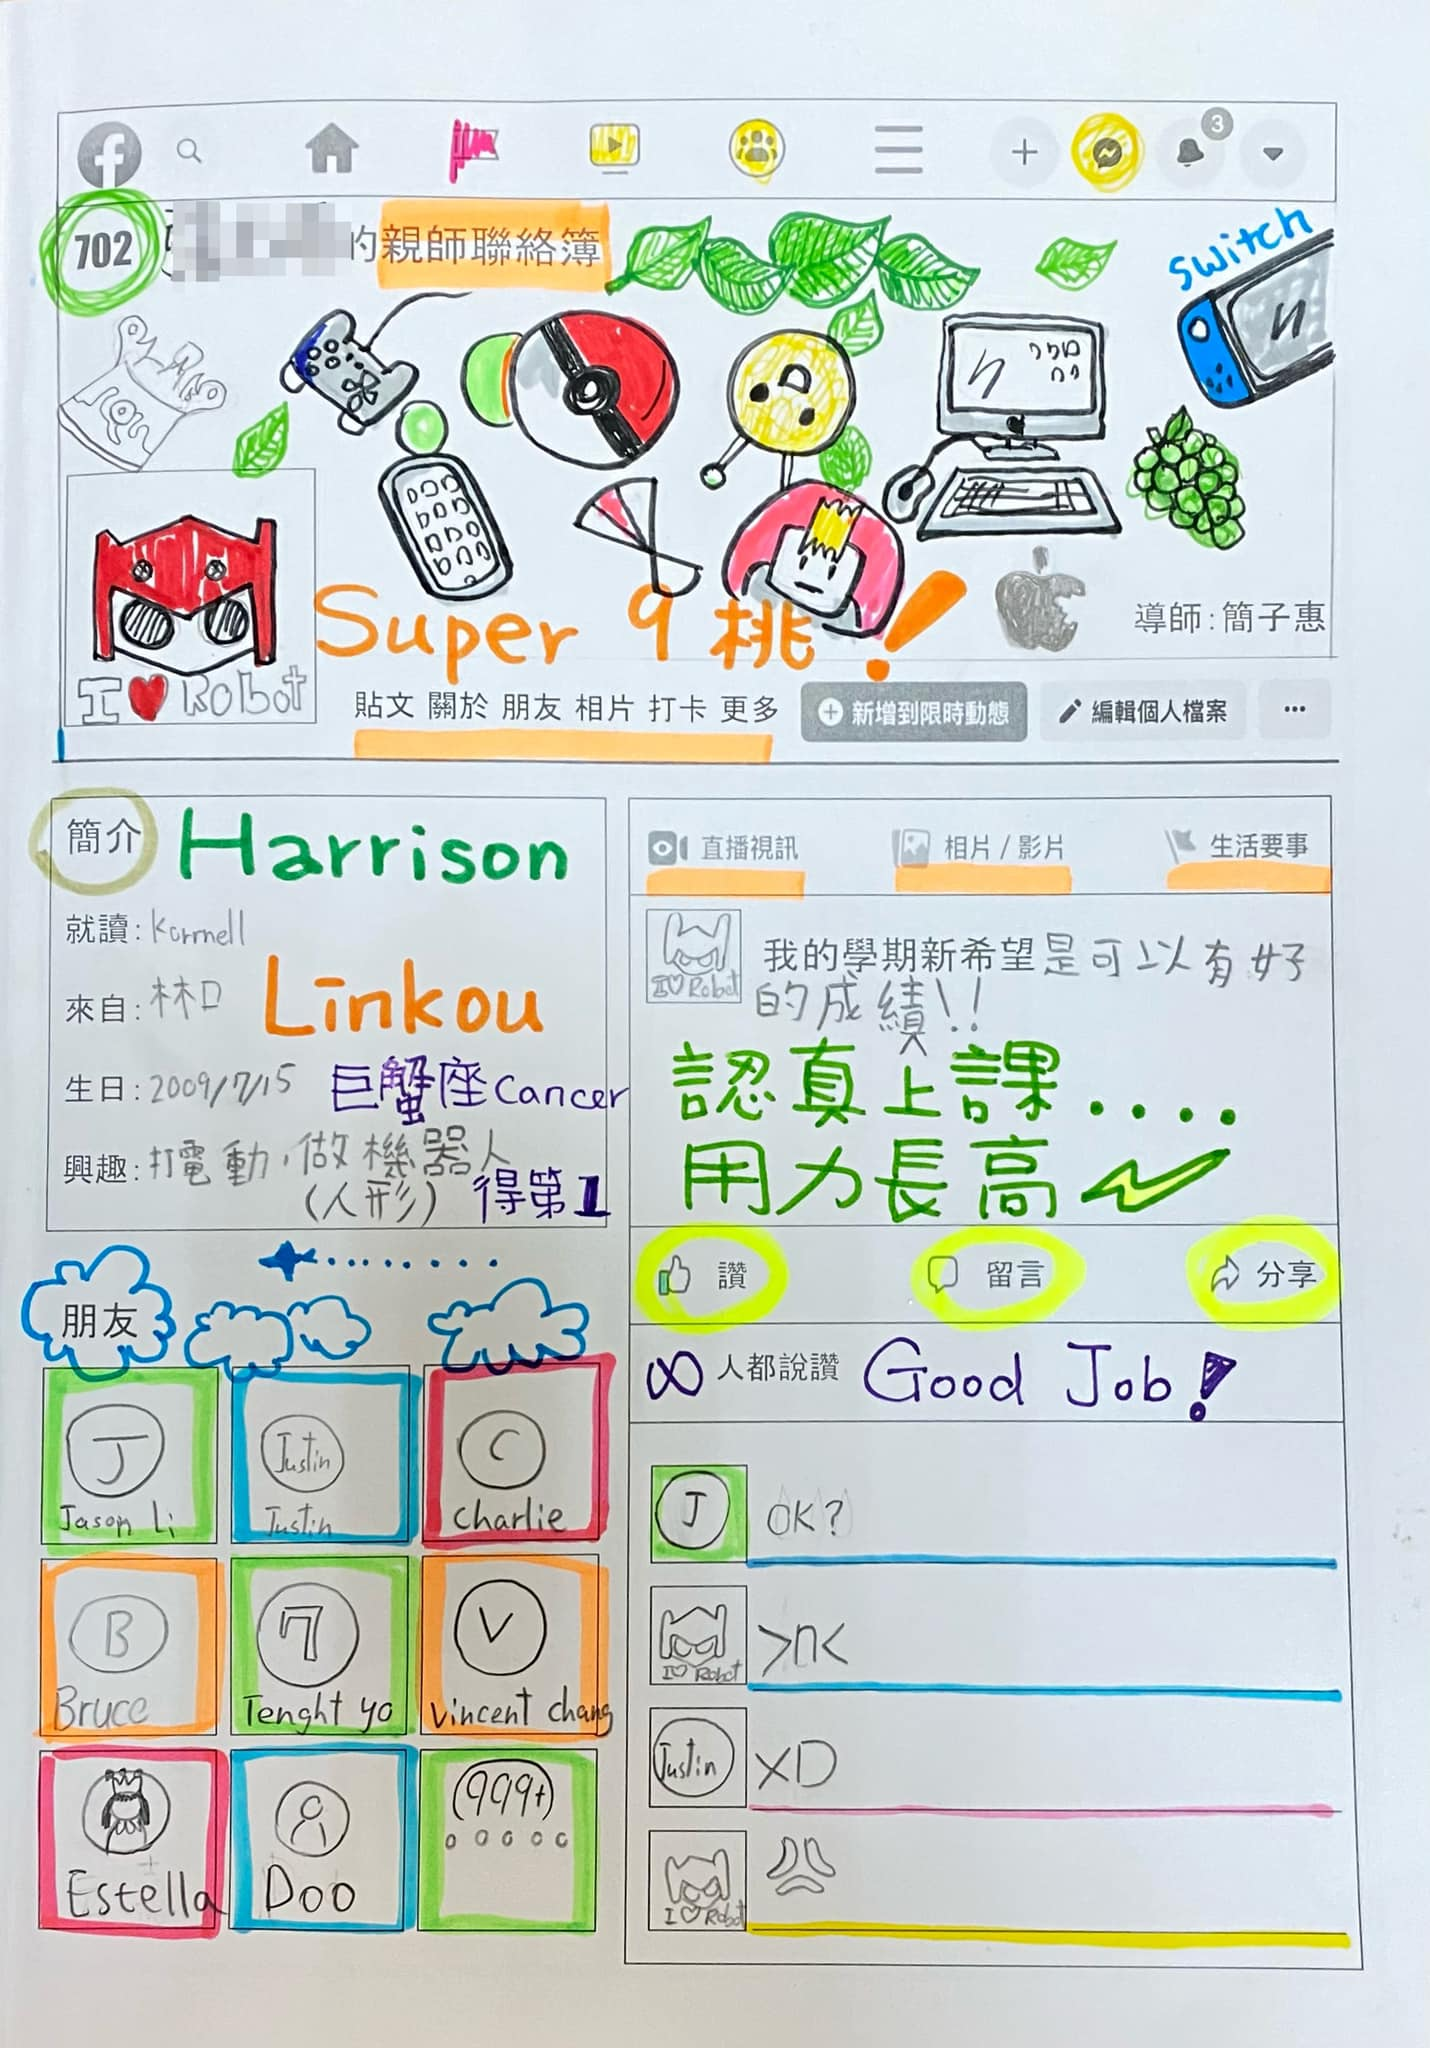 3
702
的親師聯絡簿
switch
Super 9 桃!
導師:簡子惠
I ♥ Robot
貼文 關於 朋友 相片 打卡 更多
新增到限時動態
編輯個人檔案
簡介 Harrison
就讀: Karmell
來自: 林口 Linkou
生日: 2009/7/15 巨蟹座 Cancer
興趣: 打電動,做機器人
(人形) 得第1
朋友
J
Jason Li
Justin
Justin
C
Charlie
B
Bruce
7
Tenght yo
V
Vincent chang
Estella
Doo
(999+)
直播視訊
相片 / 影片
生活要事
I ♡ Robot
我的學期新希望是可以有好
的成績!!
認真上課....
用力長高
讚
留言
分享
∞ 人都說讚 Good Job!
J
OK?
I ♡ Robot
>n<
Justin
XD
I ♡ Robot